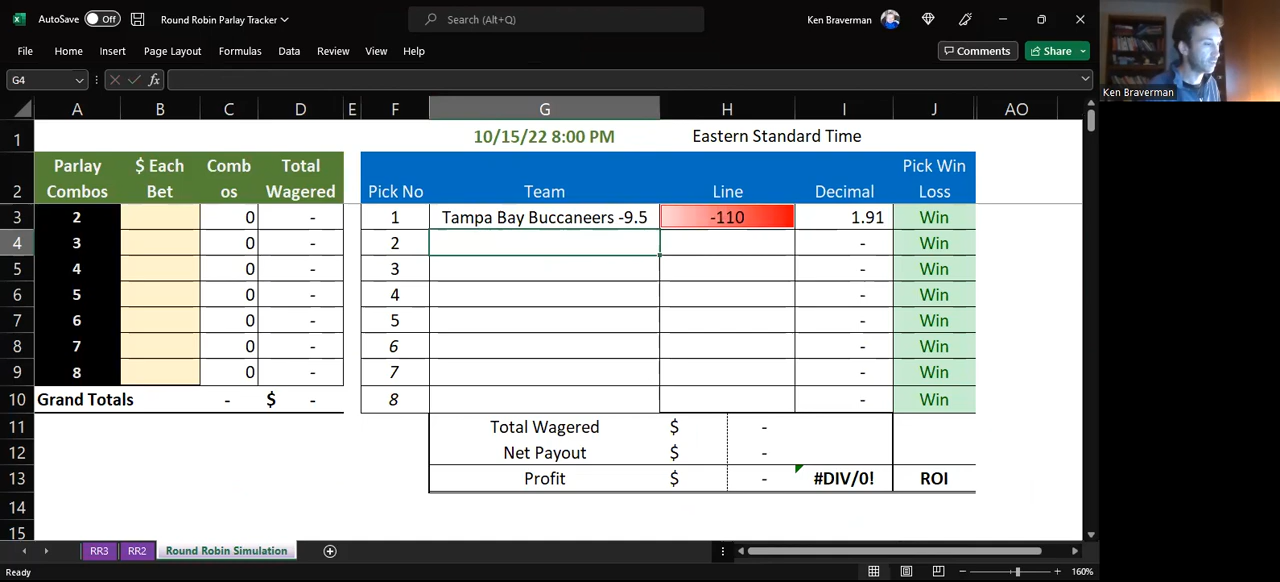 AutoSave Off Round Robin Parlay Tracker Search (Alt+Q) Ken Braverman
File Home Insert Page Layout Formulas Data Review View Help Comments Share
G4 fx
Ken Braverman
A B C D E F G H I J AO
1 10/15/22 8:00 PM Eastern Standard Time
2 Parlay Combos $ Each Bet Comb os Total Wagered Pick No Team Line Decimal Pick Win Loss
3 2 0 - 1 Tampa Bay Buccaneers -9.5 -110 1.91 Win
4 3 0 - 2 - Win
5 4 0 - 3 - Win
6 5 0 - 4 - Win
7 6 0 - 5 - Win
8 7 0 - 6 - Win
9 8 0 - 7 - Win
10 Grand Totals - $ - 8 - Win
11 Total Wagered $ -
12 Net Payout $ -
13 Profit $ - #DIV/0! ROI
14
15
RR3 RR2 Round Robin Simulation
Ready 160%